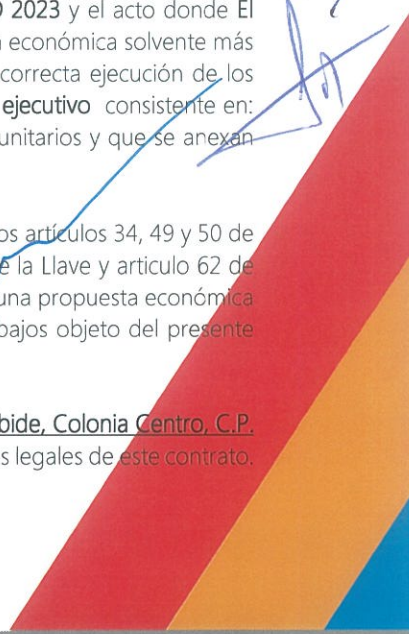 O 2023 y el acto donde El
económica solvente más
correcta ejecución de los
ejecutivo consistente en:
unitarios y que se anexan
os artículos 34, 49 y 50 de
e la Llave y articulo 62 de
una propuesta económica
bajos objeto del presente
bide, Colonia Centro, C.P.
s legales de este contrato.